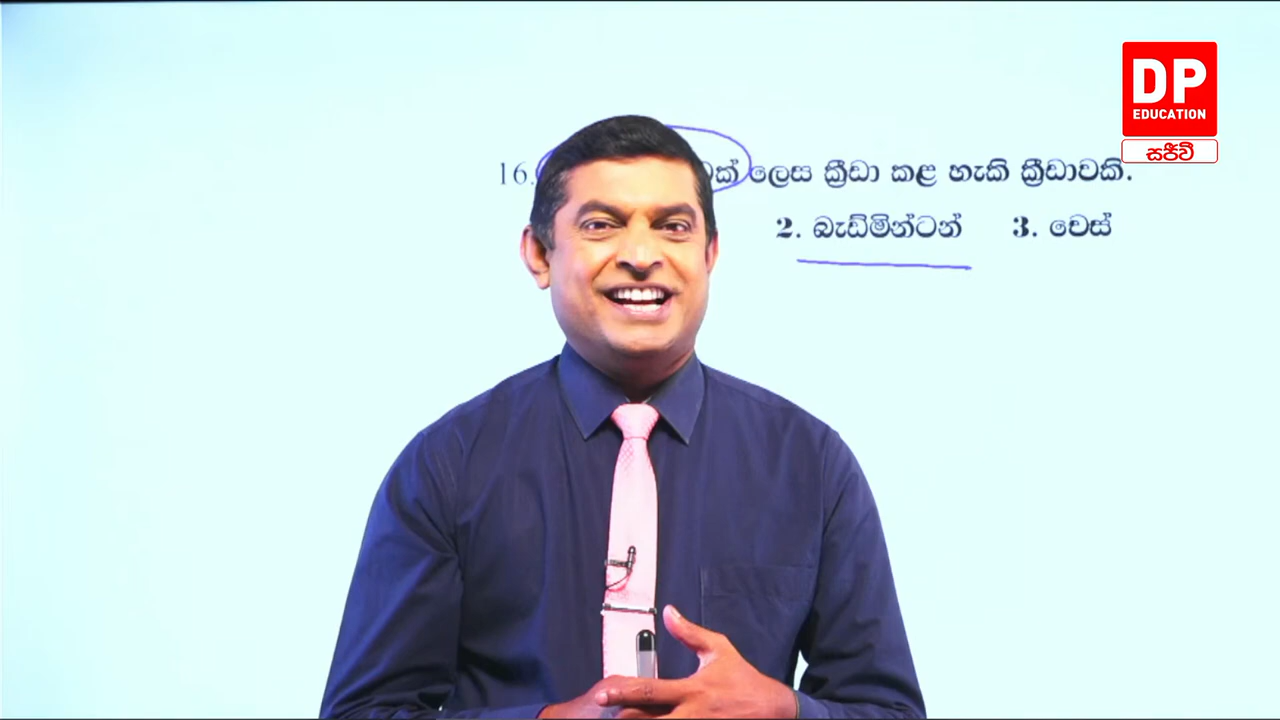 DP
EDUCATION
සජීවී
16. ලෙස ක්‍රීඩා කළ හැකි ක්‍රීඩාවකි.
2. බැඩ්මින්ටන් 3. චෙස්